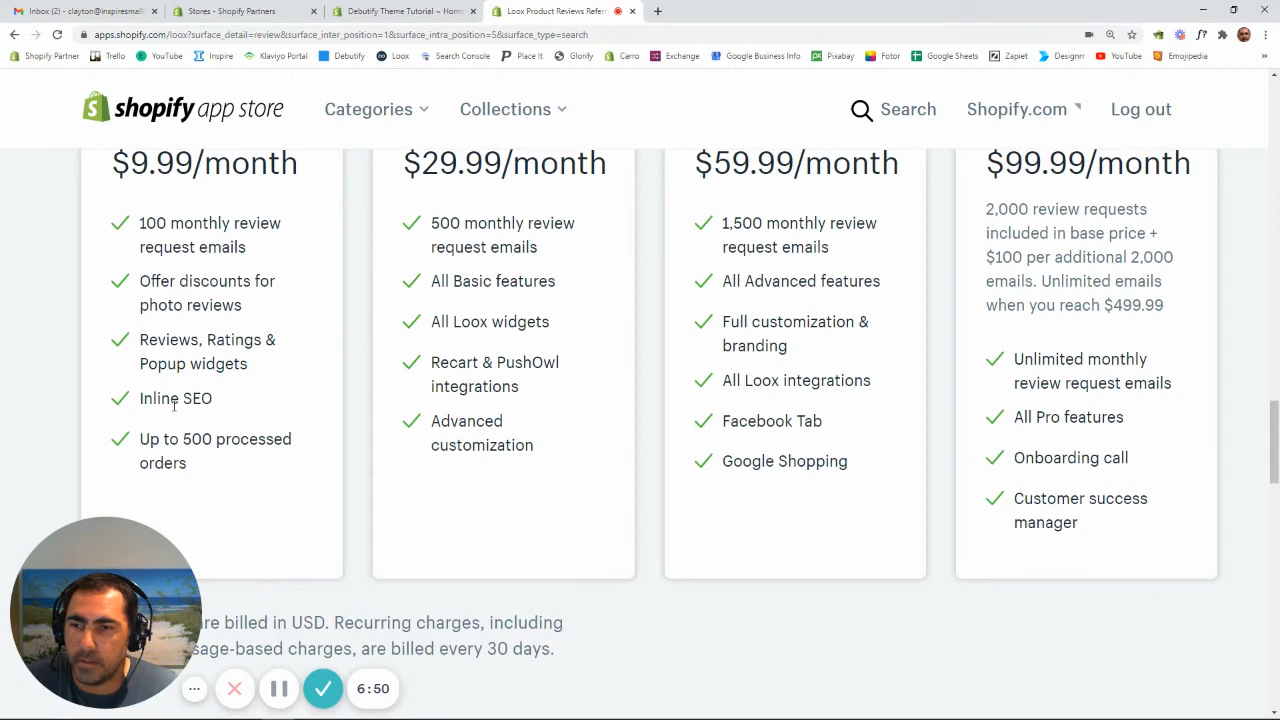 Inbox (2) – clayton@inspiresmall
Stores - Shopify Partners
Debutify Theme Tutorial ~ Home
Loox Product Reviews Refer
apps.shopify.com/loox?surface_detail=review&surface_inter_position=1&surface_intra_position=5&surface_type=search
Shopify Partner
Trello
YouTube
Inspire
Klaviyo Portal
Debutify
Loox
Search Console
Place It
Glorify
Carro
Exchange
Google Business Info
Pixabay
Fotor
Google Sheets
Zapiet
Designrr
YouTube
Emojipedia
shopify app store
Categories
Collections
Search
Shopify.com
Log out
$9.99/month
100 monthly review
request emails
Offer discounts for
photo reviews
Reviews, Ratings &
Popup widgets
Inline SEO
Up to 500 processed
orders
$29.99/month
500 monthly review
request emails
All Basic features
All Loox widgets
Recart & PushOwl
integrations
Advanced
customization
$59.99/month
1,500 monthly review
request emails
All Advanced features
Full customization &
branding
All Loox integrations
Facebook Tab
Google Shopping
$99.99/month
2,000 review requests
included in base price +
$100 per additional 2,000
emails. Unlimited emails
when you reach $499.99
Unlimited monthly
review request emails
All Pro features
Onboarding call
Customer success
manager
are billed in USD. Recurring charges, including
sage-based charges, are billed every 30 days.
6:50